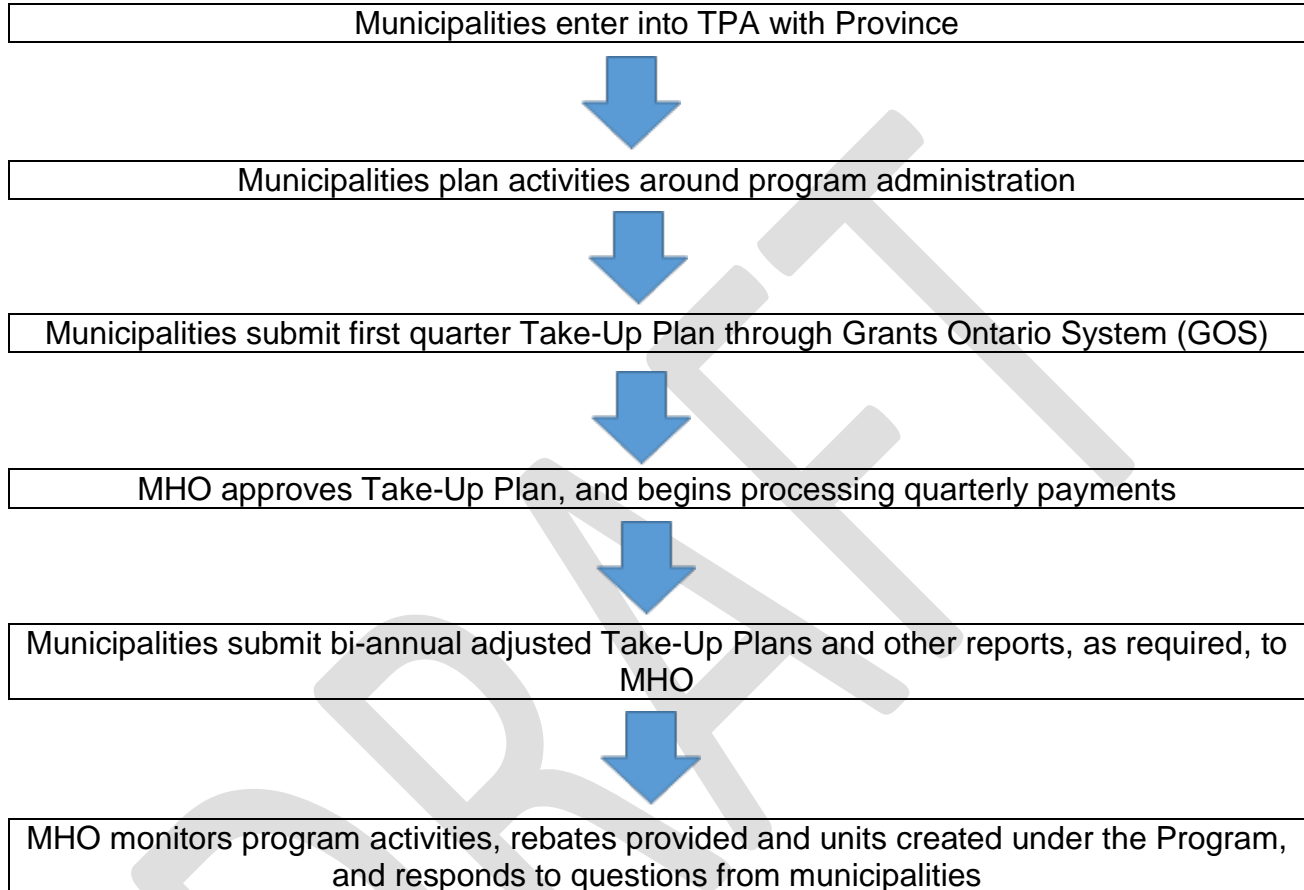 Municipalities enter into TPA with Province
Municipalities plan activities around program administration
Municipalities submit first quarter Take-Up Plan through Grants Ontario System (GOS)
MHO approves Take-Up Plan, and begins processing quarterly payments
Municipalities submit bi-annual adjusted Take-Up Plans and other reports, as required, to
MHO
MHO monitors program activities, rebates provided and units created under the Program,
and responds to questions from municipalities
DRAFT